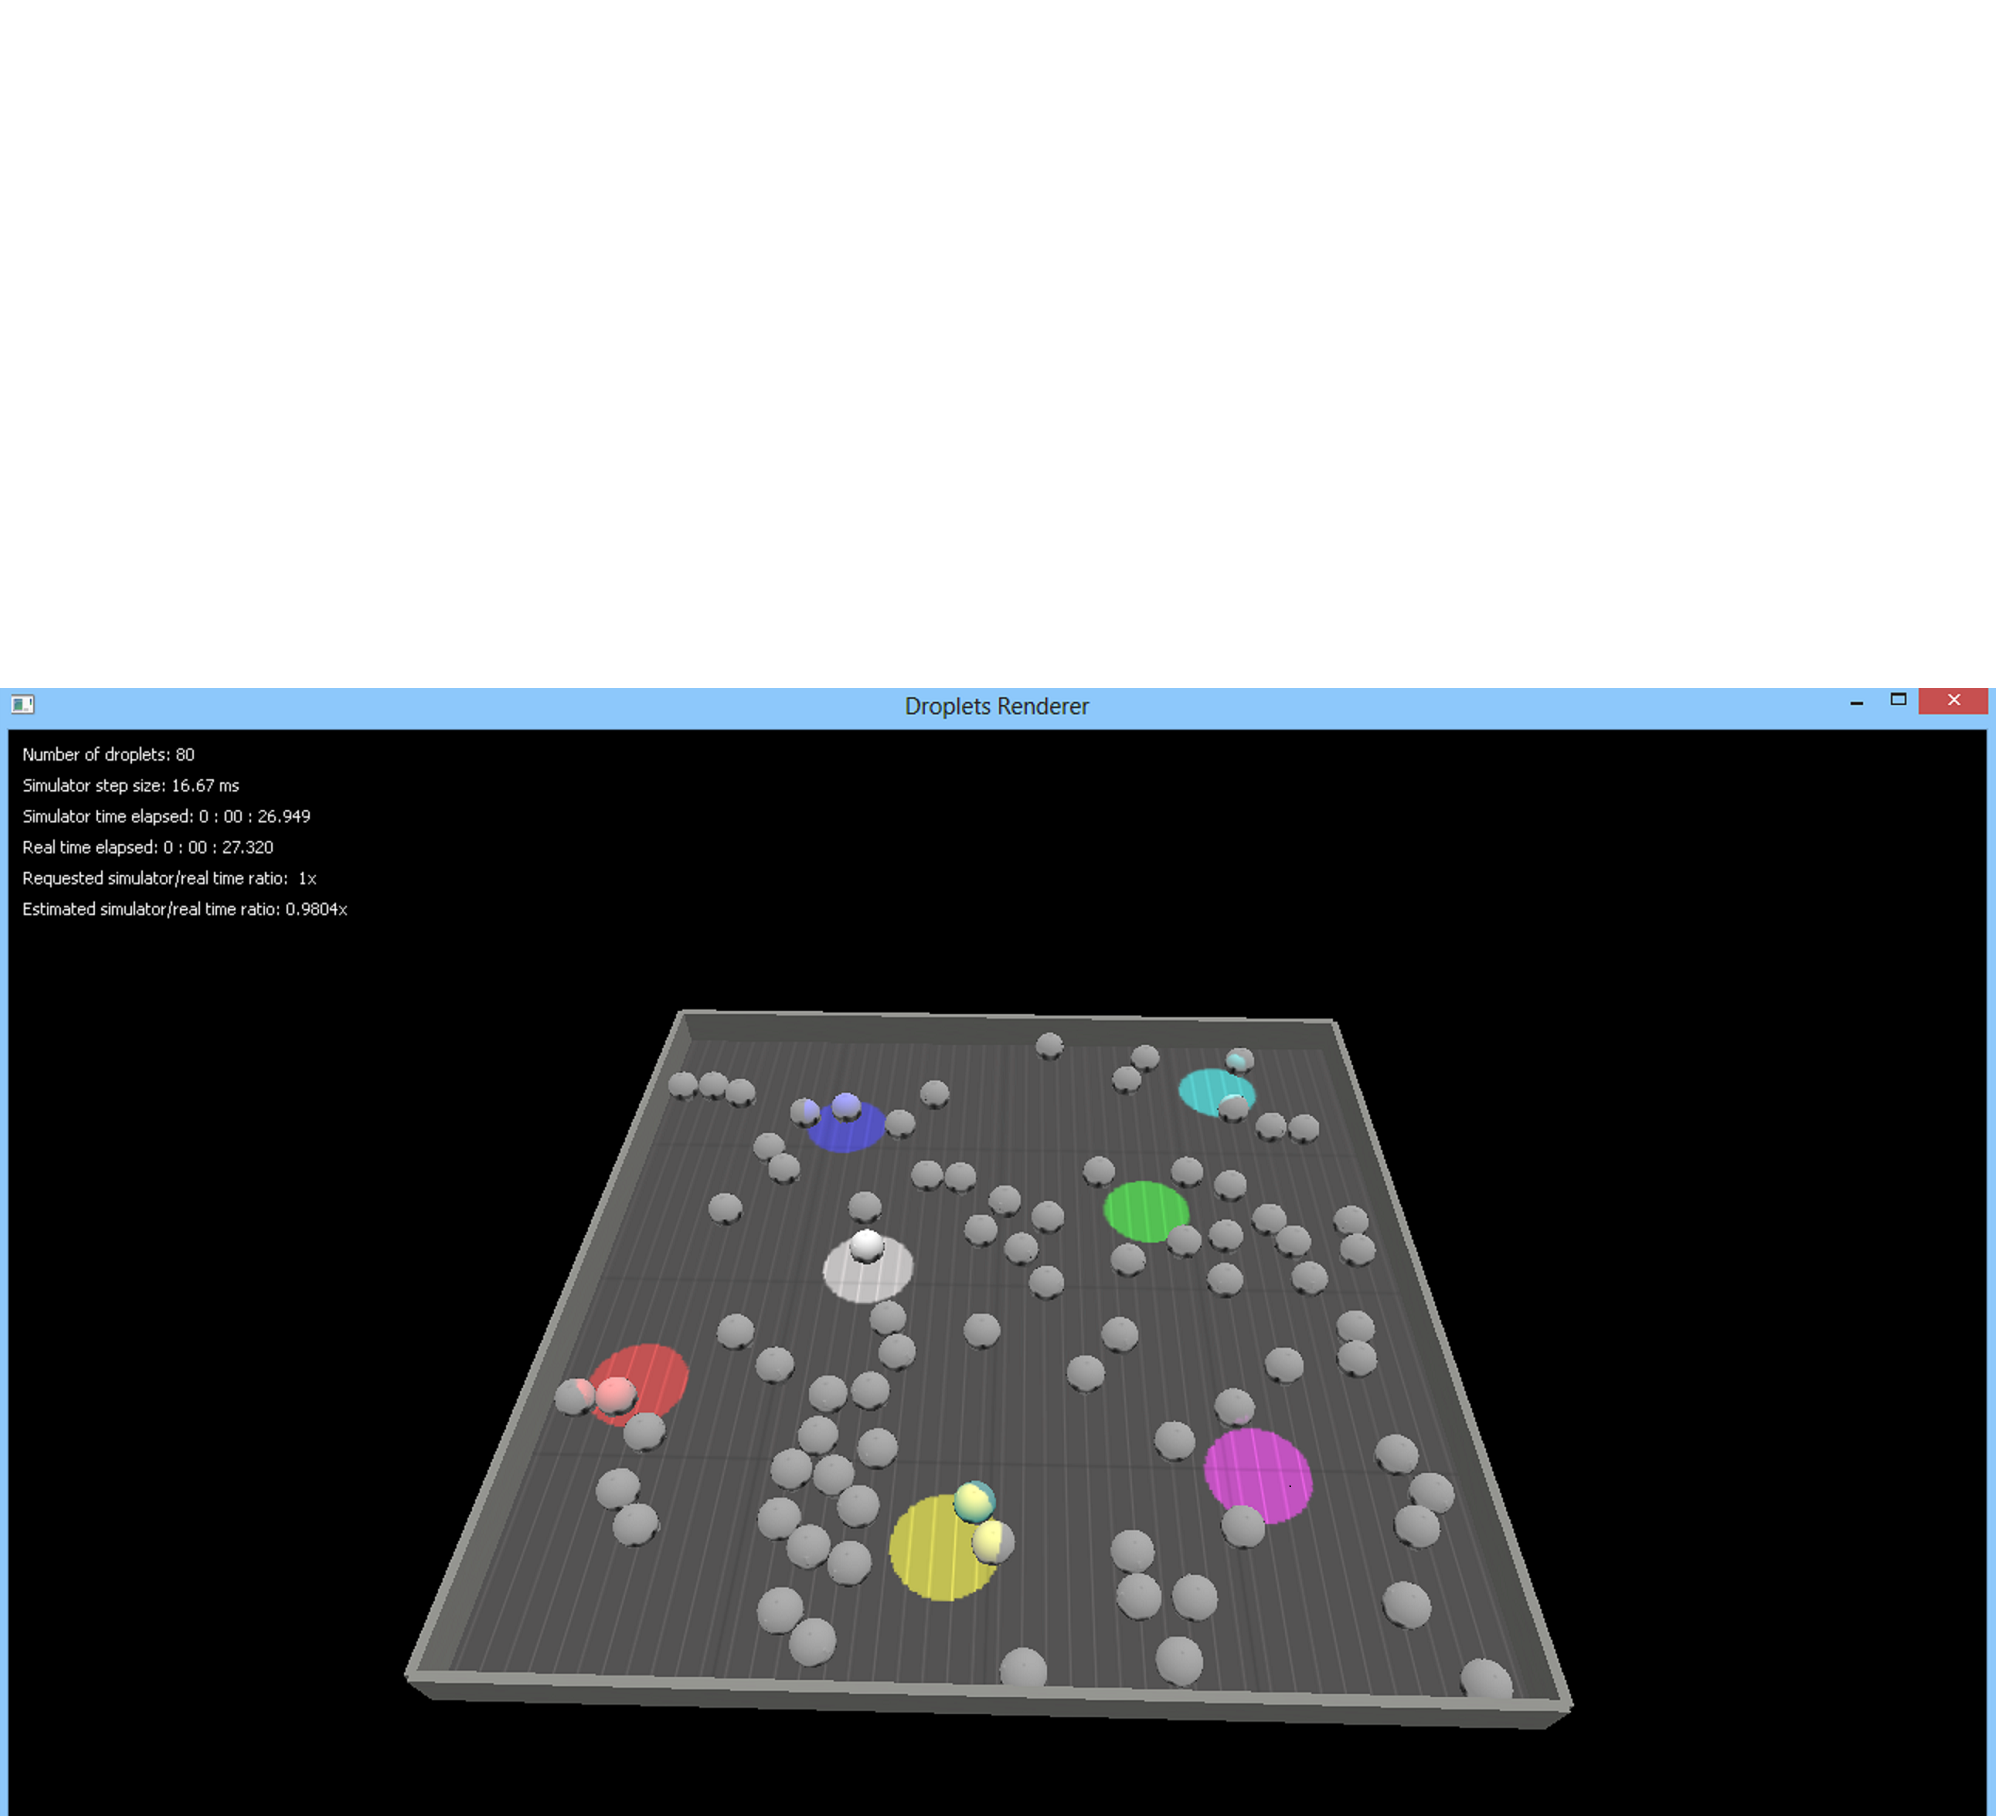 Droplets Renderer
Number of droplets: 80
Simulator step size: 16.67 ms
Simulator time elapsed: 0 : 00 : 26.949
Real time elapsed: 0 : 00 : 27.320
Requested simulator/real time ratio:  1x
Estimated simulator/real time ratio: 0.9804x